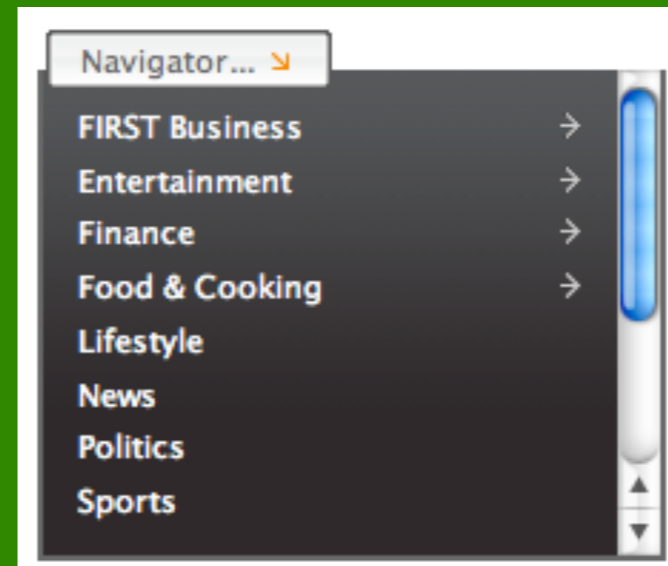 Navigator...
FIRST Business
Entertainment
Finance
Food & Cooking
Lifestyle
News
Politics
Sports